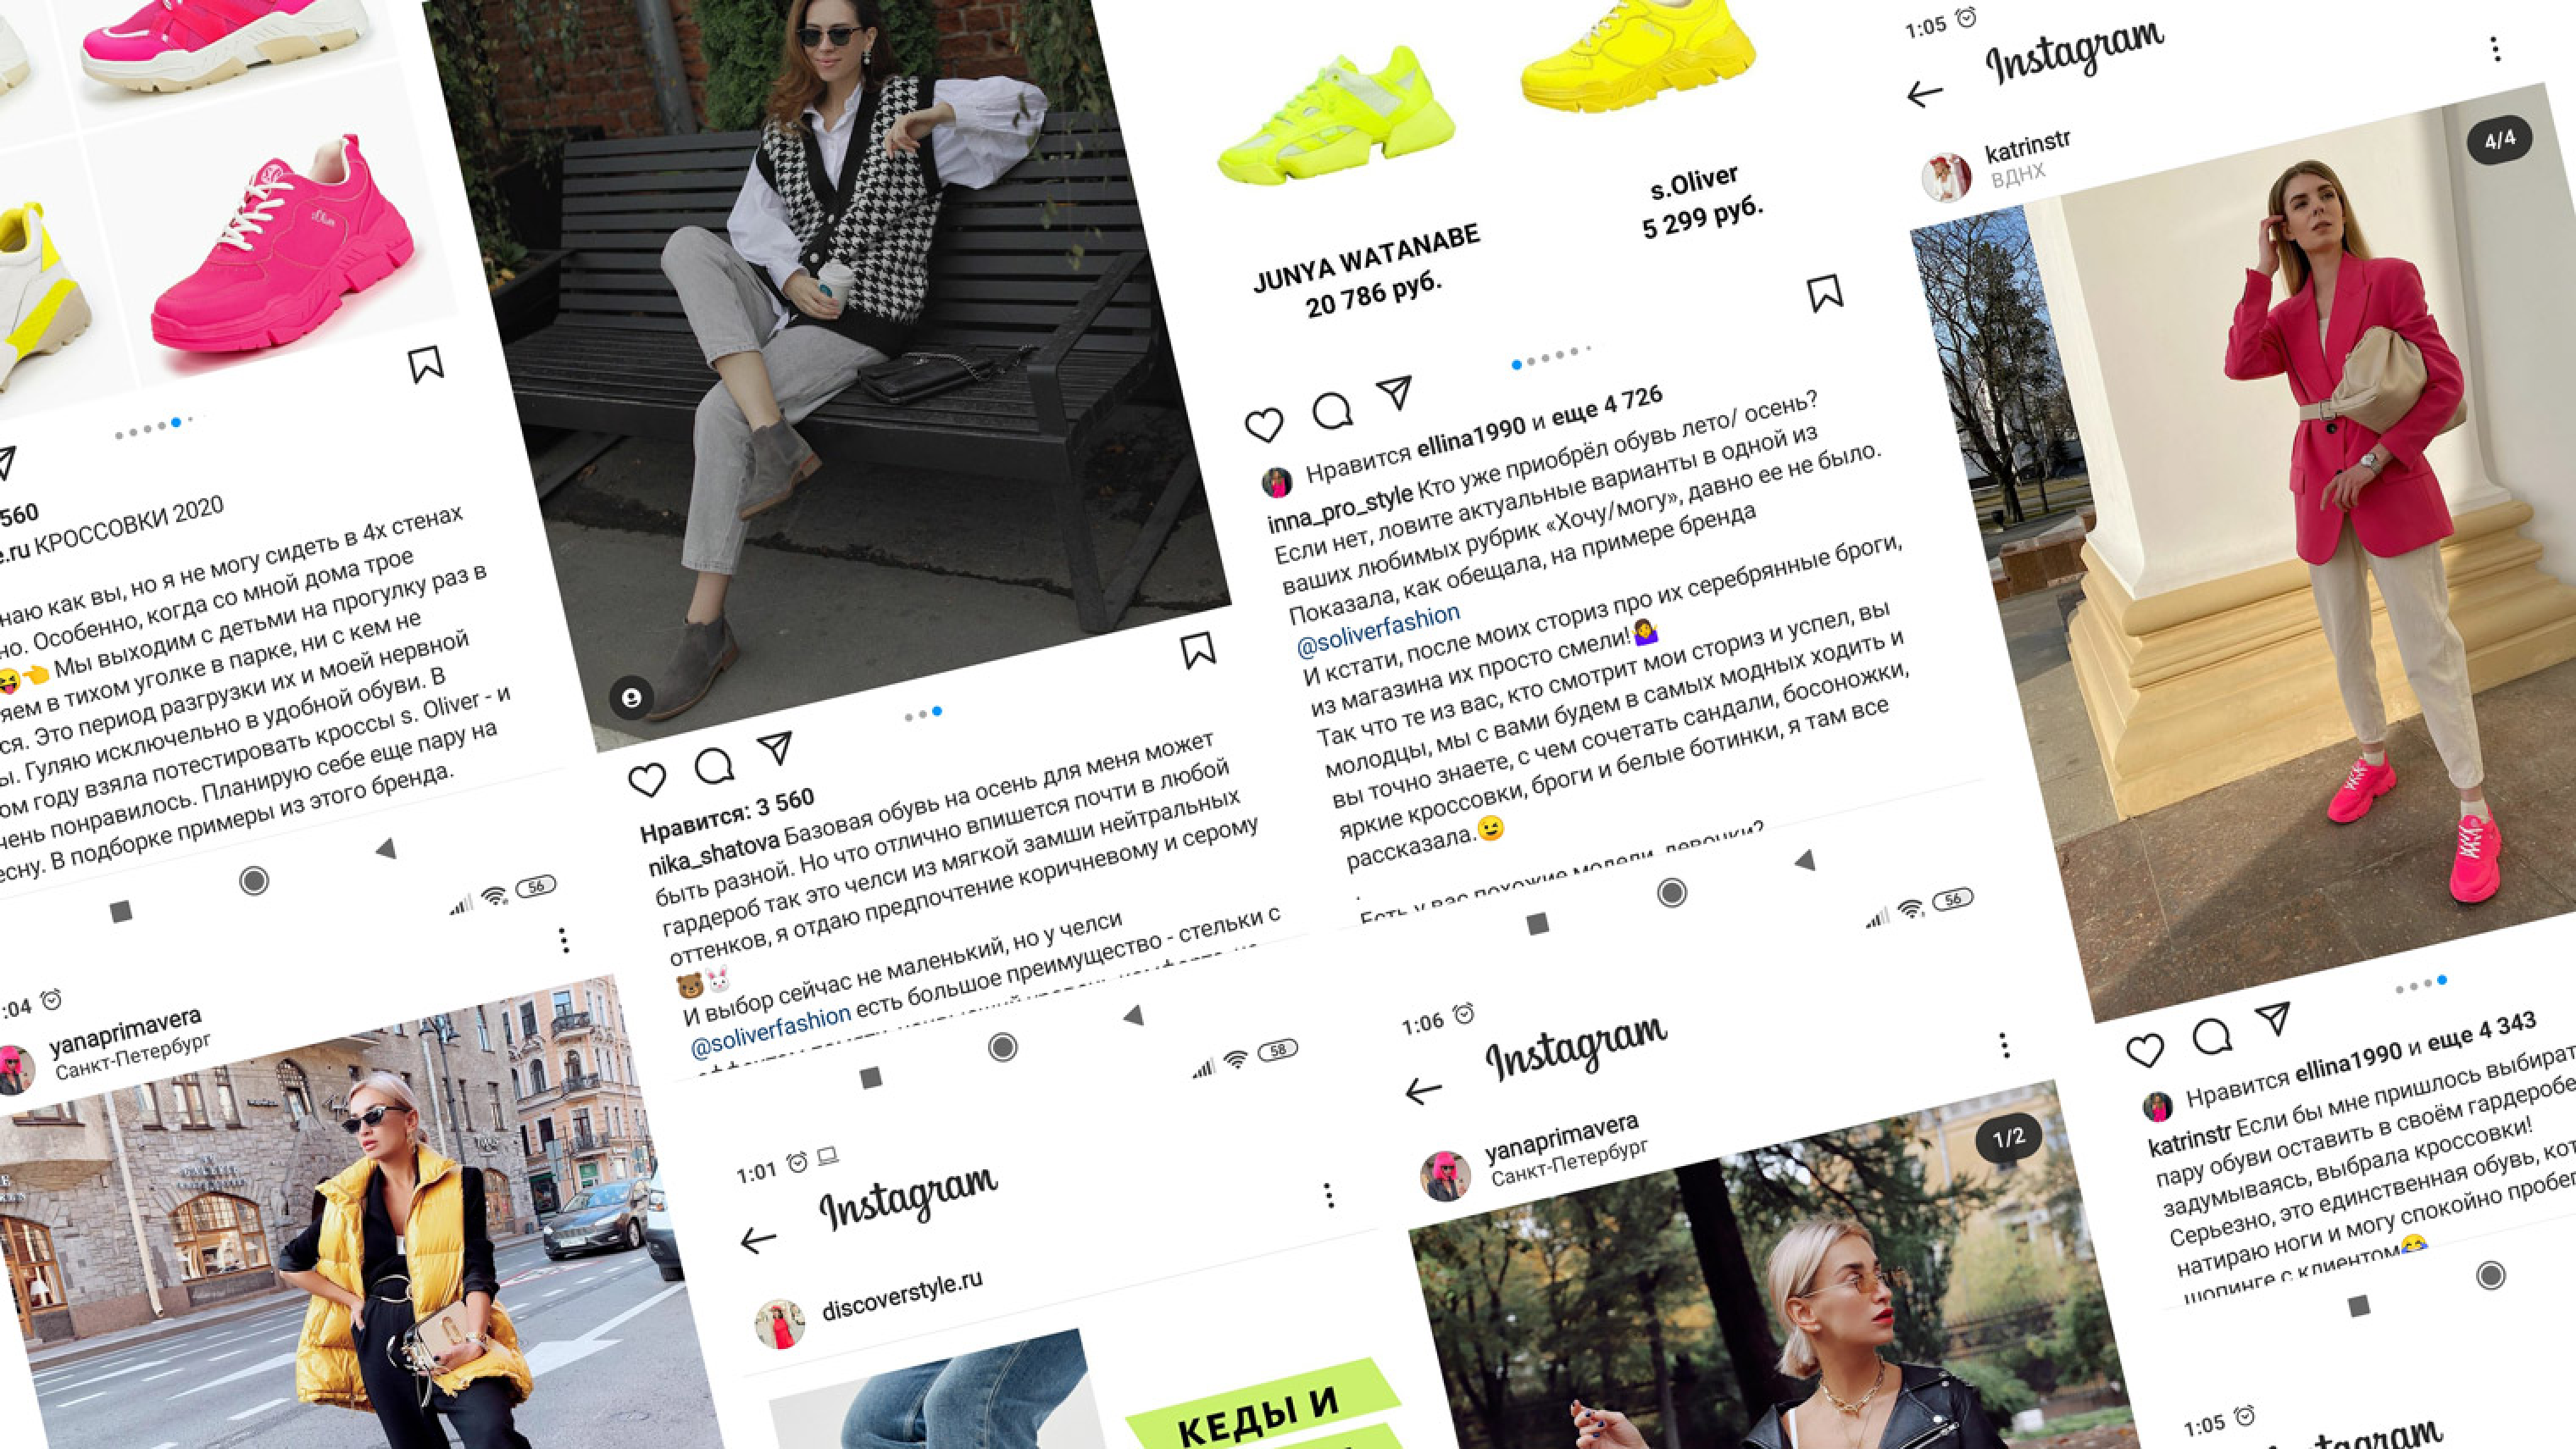 s.Oliver
560
e.ru КРОССОВКИ 2020
наю как вы, но я не могу сидеть в 4х стенах
но. Особенно, когда со мной дома трое
Мы выходим с детьми на прогулку раз в
яем в тихом уголке в парке, ни с кем не
ся. Это период разгрузки их и моей нервной
ы. Гуляю исключельно в удобной обуви. В
ом году взяла потестировать кроссы s. Oliver - и
чень понравилось. Планирую себе еще пару на
есну. В подборке примеры из этого бренда.
56
:04
yanaprimavera
Санкт-Петербург
Нравится: 3 560
nika_shatova Базовая обувь на осень для меня может
быть разной. Но что отлично впишется почти в любой
гардероб так это челси из мягкой замши нейтральных
оттенков, я отдаю предпочтение коричневому и серому
🐻🐰
И выбор сейчас не маленький, но у челси
@soliverfashion есть большое преимущество - стельки с
58
1:01
Instagram
discoverstyle.ru
КЕДЫ И
JUNYA WATANABE
20 786 руб.
s.Oliver
5 299 руб.
Нравится ellina1990 и еще 4 726
inna_pro_style Кто уже приобрёл обувь лето/ осень?
Если нет, ловите актуальные варианты в одной из
ваших любимых рубрик «Хочу/могу», давно ее не было.
Показала, как обещала, на примере бренда
@soliverfashion
И кстати, после моих сториз про их серебрянные броги,
из магазина их просто смели!🤷‍♀️
Так что те из вас, кто смотрит мои сториз и успел, вы
молодцы, мы с вами будем в самых модных ходить и
вы точно знаете, с чем сочетать сандали, босоножки,
яркие кроссовки, броги и белые ботинки, я там все
рассказала.😉
.
Есть у вас похожие модели, девочки?
56
1:06
Instagram
yanaprimavera
Санкт-Петербург
1/2
1:05
Instagram
katrinstr
ВДНХ
4/4
Нравится ellina1990 и еще 4 343
katrinstr Если бы мне пришлось выбират
пару обуви оставить в своём гардеробе
задумываясь, выбрала кроссовки!
Серьезно, это единственная обувь, кот
натираю ноги и могу спокойно пробег
шопинге с клиентом😂
1:05
Instagram